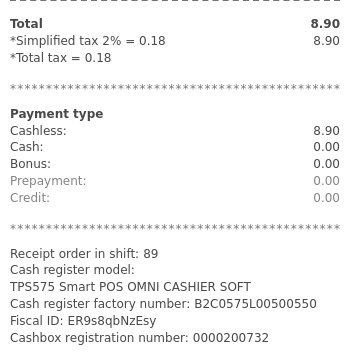 Total 8.90
*Simplified tax 2% = 0.18 8.90
*Total tax = 0.18
**********************************************
Payment type
Cashless: 8.90
Cash: 0.00
Bonus: 0.00
Prepayment: 0.00
Credit: 0.00
**********************************************
Receipt order in shift: 89
Cash register model:
TPS575 Smart POS OMNI CASHIER SOFT
Cash register factory number: B2C0575L00500550
Fiscal ID: ER9s8qbNzEsy
Cashbox registration number: 0000200732